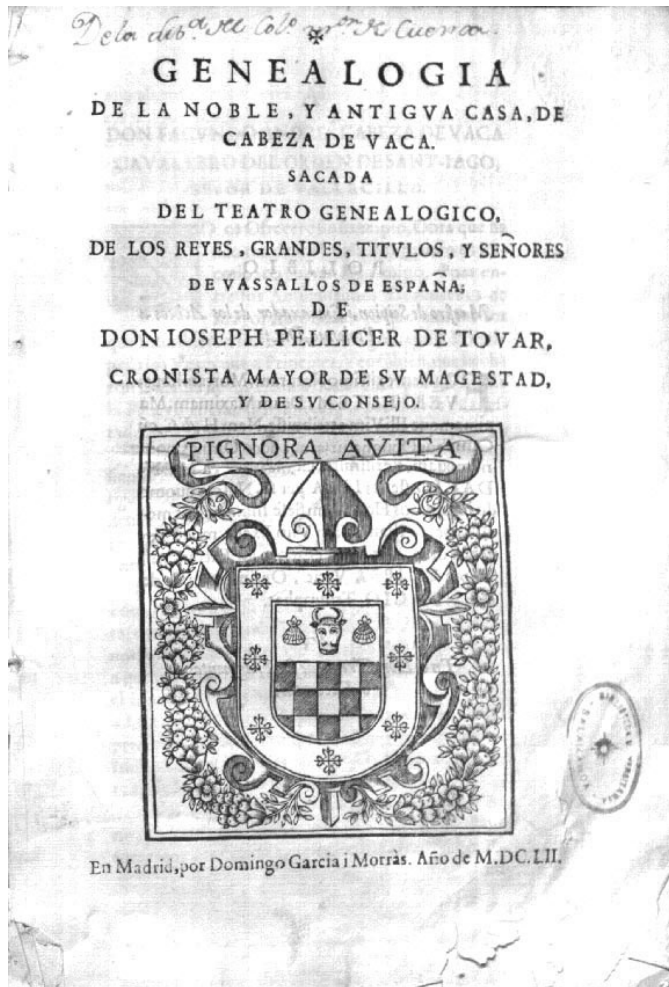 De la
✠
GENEALOGIA
DE LA NOBLE, Y ANTIGVA CASA, DE
CABEZA DE VACA.
SACADA
DEL TEATRO GENEALOGICO,
DE LOS REYES, GRANDES, TITVLOS, Y SEÑORES
DE VASSALLOS DE ESPAÑA;
DE
DON IOSEPH PELLICER DE TOVAR,
CRONISTA MAYOR DE SV MAGESTAD,
Y DE SV CONSEJO.
PIGNORA AVITA
En Madrid, por Domingo Garcia i Morràs. Año de M.DC.LII.